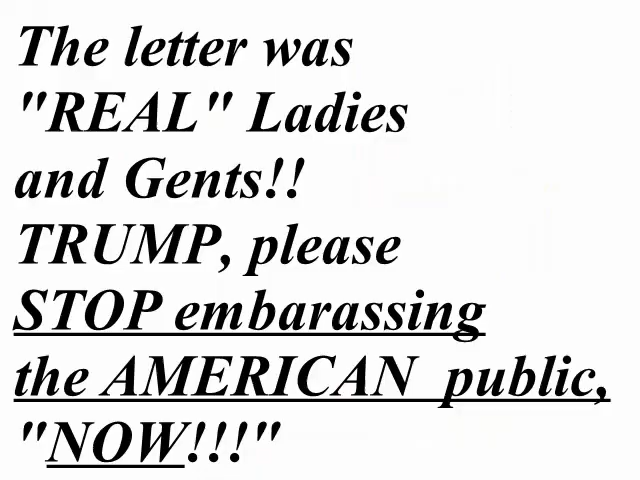 The letter was
"REAL" Ladies
and Gents!!
TRUMP, please
STOP embarassing
the AMERICAN  public,
"NOW!!!"